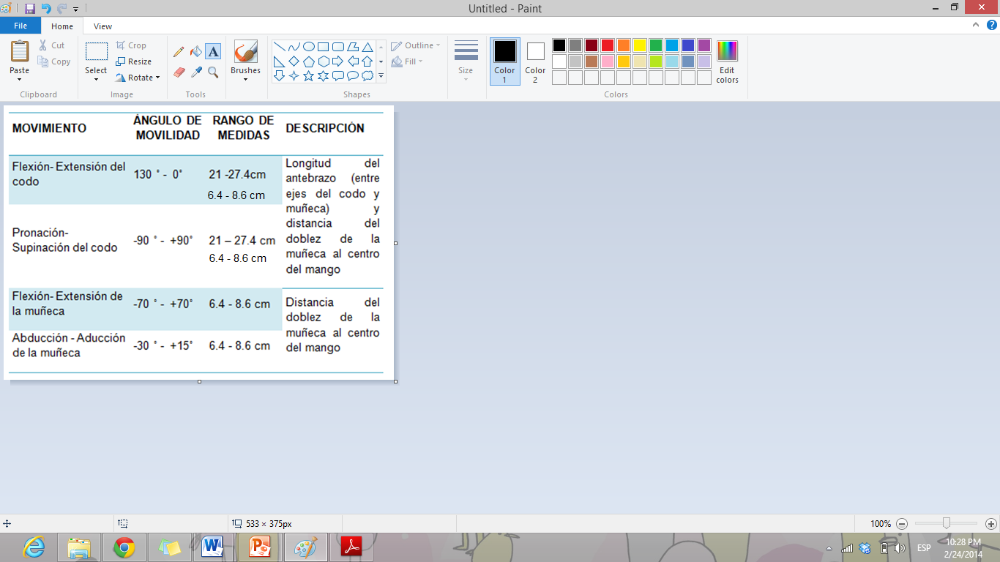 Untitled - Paint
File Home View
Paste
Cut
Copy
Clipboard
Select
Crop
Resize
Rotate
Image
A
Tools
Brushes
Shapes
Outline
Fill
Size
Color 1
Color 2
Edit colors
Colors
MOVIMIENTO
ÁNGULO DE
MOVILIDAD
RANGO DE
MEDIDAS
DESCRIPCIÓN
Flexión- Extensión del
codo
130 ° - 0°
21 -27.4cm
6.4 - 8.6 cm
Longitud del
antebrazo (entre
ejes del codo y
muñeca) y
distancia del
doblez de la
muñeca al centro
del mango
Pronación-
Supinación del codo
-90 ° - +90°
21 – 27.4 cm
6.4 - 8.6 cm
Flexión- Extensión de
la muñeca
-70 ° - +70°
6.4 - 8.6 cm
Distancia del
doblez de la
muñeca al centro
del mango
Abducción - Aducción
de la muñeca
-30 ° - +15°
6.4 - 8.6 cm
533 × 375px
100%
ESP
10:28 PM
2/24/2014